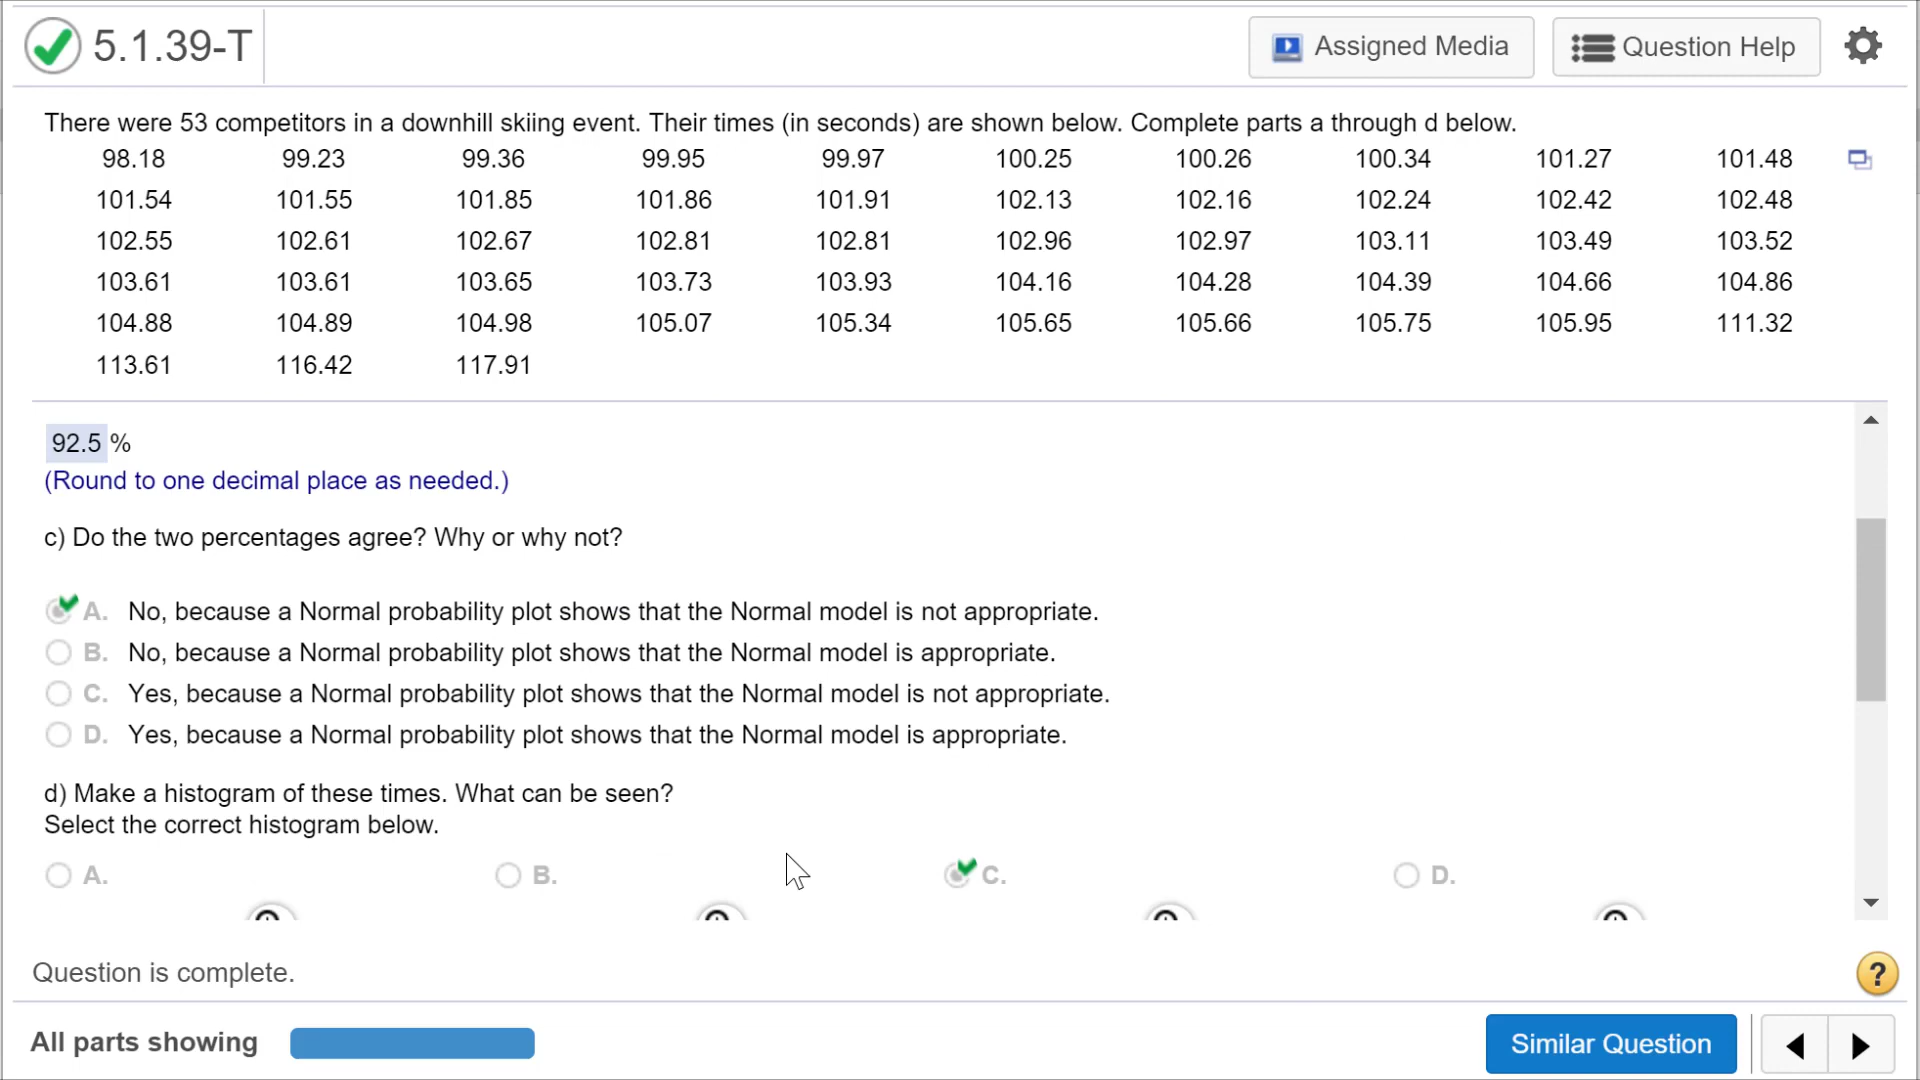 5.1.39-T
Assigned Media
Question Help
There were 53 competitors in a downhill skiing event. Their times (in seconds) are shown below. Complete parts a through d below.
98.18 99.23 99.36 99.95 99.97 100.25 100.26 100.34 101.27 101.48
101.54 101.55 101.85 101.86 101.91 102.13 102.16 102.24 102.42 102.48
102.55 102.61 102.67 102.81 102.81 102.96 102.97 103.11 103.49 103.52
103.61 103.61 103.65 103.73 103.93 104.16 104.28 104.39 104.66 104.86
104.88 104.89 104.98 105.07 105.34 105.65 105.66 105.75 105.95 111.32
113.61 116.42 117.91
92.5 %
(Round to one decimal place as needed.)
c) Do the two percentages agree? Why or why not?
A. No, because a Normal probability plot shows that the Normal model is not appropriate.
B. No, because a Normal probability plot shows that the Normal model is appropriate.
C. Yes, because a Normal probability plot shows that the Normal model is not appropriate.
D. Yes, because a Normal probability plot shows that the Normal model is appropriate.
d) Make a histogram of these times. What can be seen?
Select the correct histogram below.
A. B. C. D.
Question is complete.
?
All parts showing
Similar Question